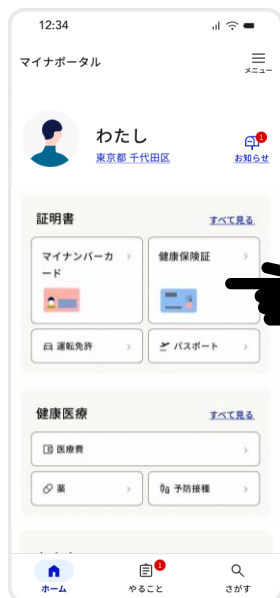 12:34
マイナポータル
メニュー
わたし
東京都 千代田区
1
お知らせ
証明書
すべて見る
マイナンバーカ
ード
健康保険証
運転免許
パスポート
健康医療
すべて見る
医療費
薬
予防接種
1
ホーム
やること
さがす